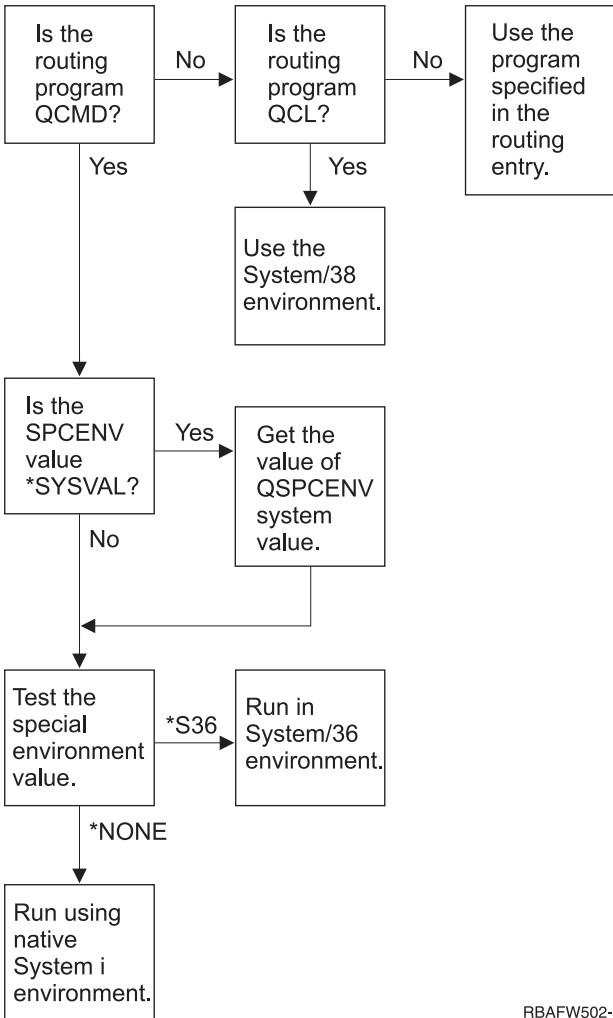 Is the
routing
program
QCMD?
No
Is the
routing
program
QCL?
No
Use the
program
specified
in the
routing
entry.
Yes
Yes
Use the
System/38
environment.
Is the
SPCENV
value
*SYSVAL?
Yes
Get the
value of
QSPCENV
system
value.
No
Test the
special
environment
value.
*S36
Run in
System/36
environment.
*NONE
Run using
native
System i
environment.
RBAFW502-